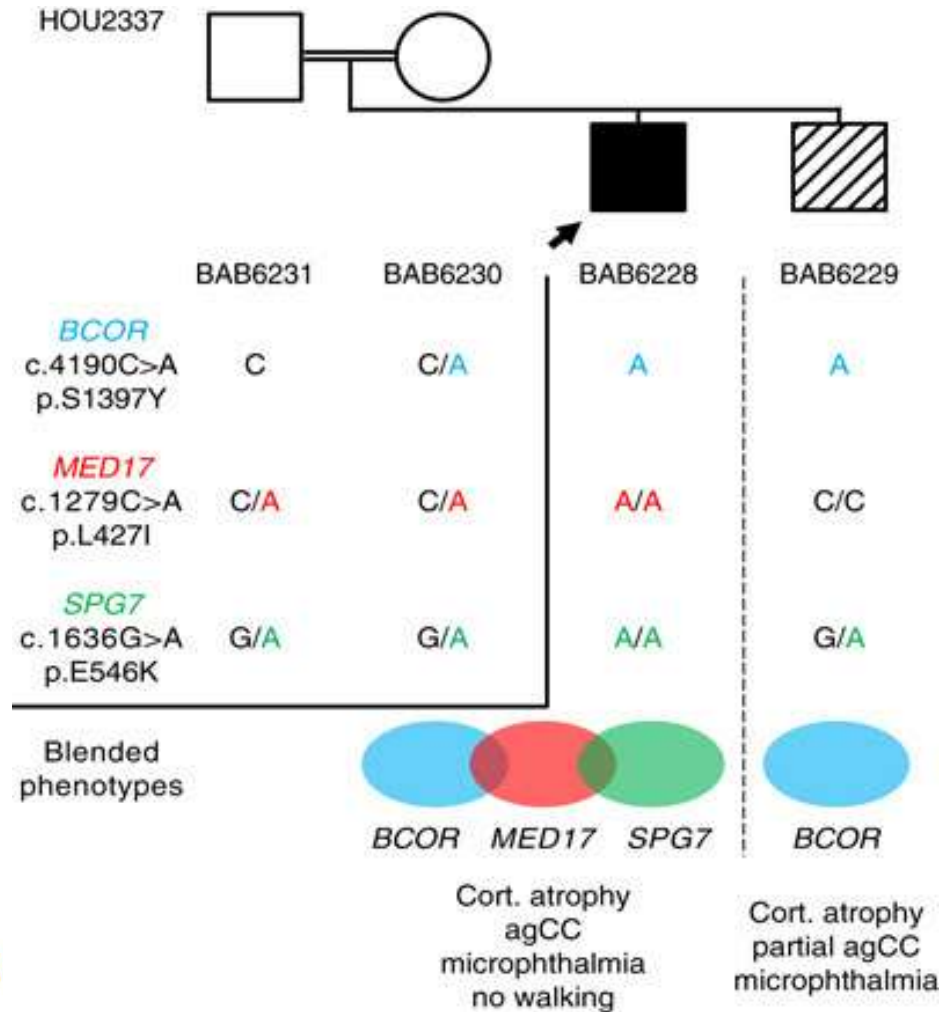 HOU2337
BAB6231 BAB6230 BAB6228 BAB6229
BCOR
c.4190C>A C C/A A A
p.S1397Y
MED17
c.1279C>A C/A C/A A/A C/C
p.L427I
SPG7
c.1636G>A G/A G/A A/A G/A
p.E546K
Blended
phenotypes
BCOR MED17 SPG7 BCOR
Cort. atrophy
agCC
microphthalmia
no walking
Cort. atrophy
partial agCC
microphthalmia